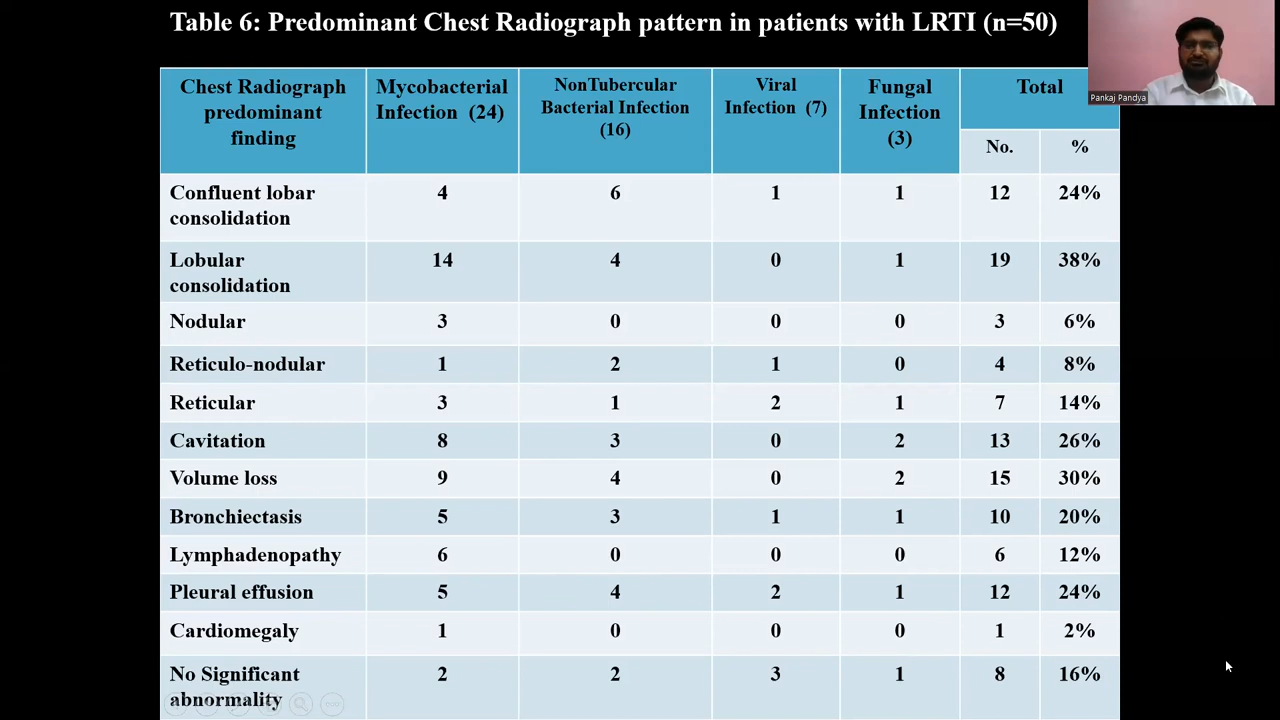 Table 6: Predominant Chest Radiograph pattern in patients with LRTI (n=50)
Pankaj Pandya
Chest Radiograph predominant finding Mycobacterial Infection (24) NonTubercular Bacterial Infection (16) Viral Infection (7) Fungal Infection (3) Total
No. %
Confluent lobar consolidation 4 6 1 1 12 24%
Lobular consolidation 14 4 0 1 19 38%
Nodular 3 0 0 0 3 6%
Reticulo-nodular 1 2 1 0 4 8%
Reticular 3 1 2 1 7 14%
Cavitation 8 3 0 2 13 26%
Volume loss 9 4 0 2 15 30%
Bronchiectasis 5 3 1 1 10 20%
Lymphadenopathy 6 0 0 0 6 12%
Pleural effusion 5 4 2 1 12 24%
Cardiomegaly 1 0 0 0 1 2%
No Significant abnormality 2 2 3 1 8 16%